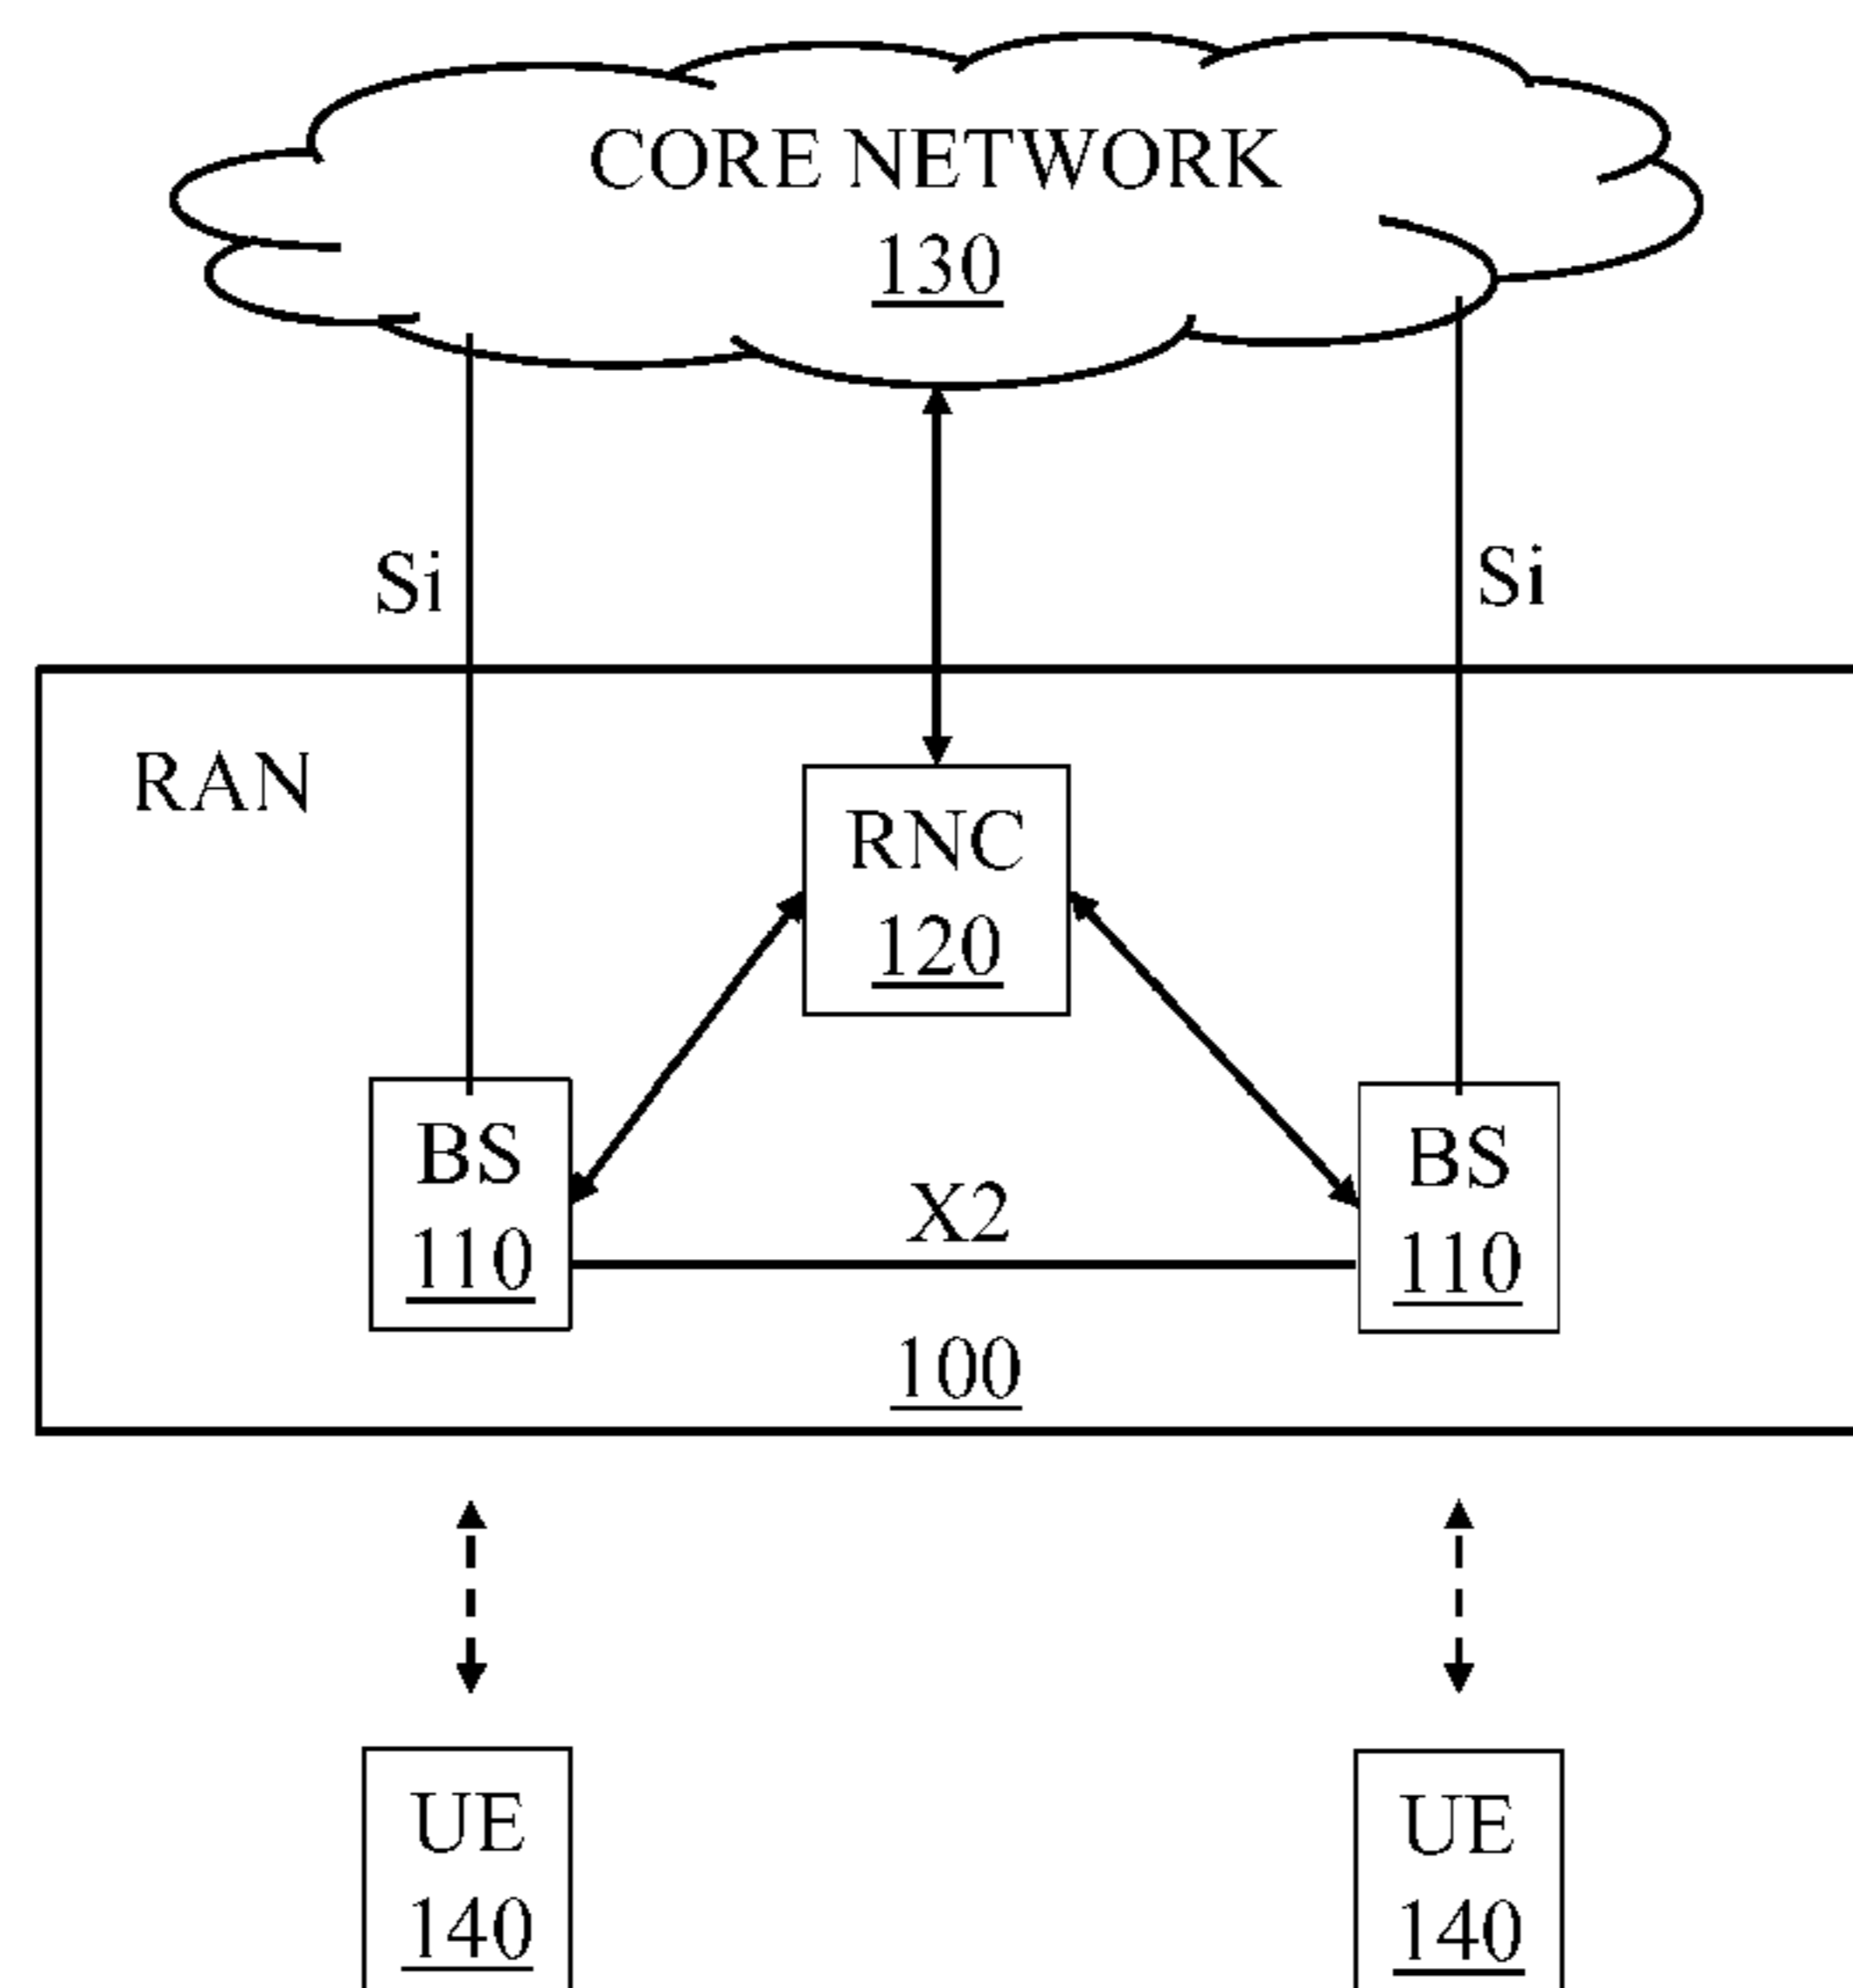 CORE NETWORK
130
Si
Si
RAN
RNC
120
BS
110
X2
BS
110
100
UE
140
UE
140